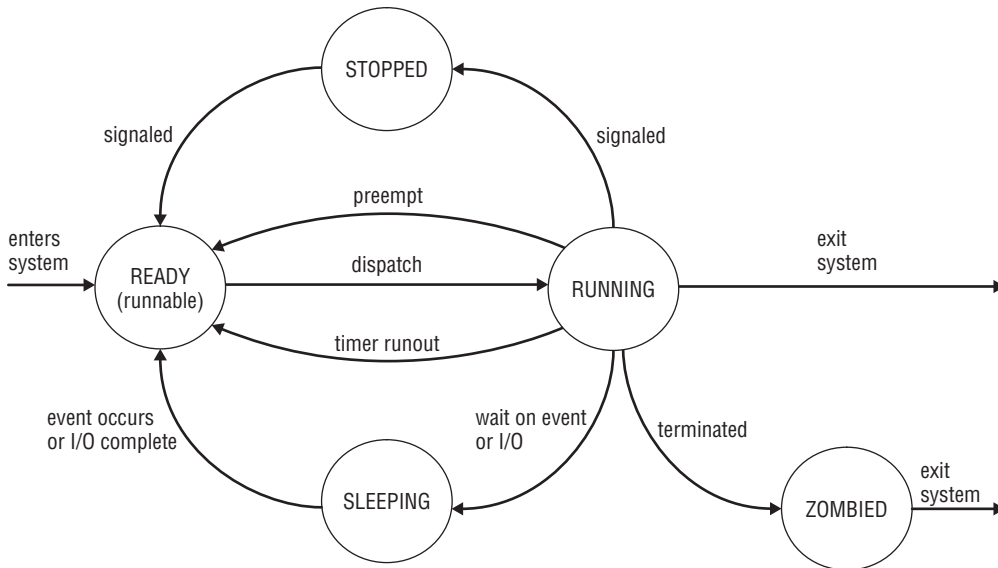 STOPPED
signaled
signaled
preempt
enters
system
READY
(runnable)
dispatch
RUNNING
exit
system
timer runout
event occurs
or I/O complete
wait on event
or I/O
terminated
SLEEPING
ZOMBIED
exit
system